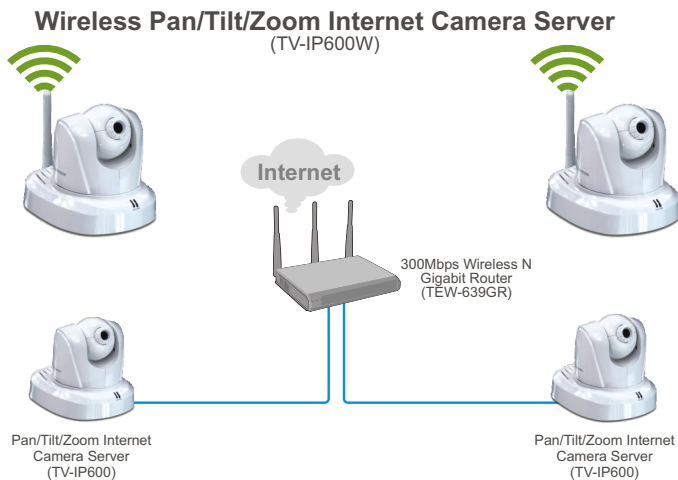 Wireless Pan/Tilt/Zoom Internet Camera Server
(TV-IP600W)
Internet
300Mbps Wireless N
Gigabit Router
(TEW-639GR)
Pan/Tilt/Zoom Internet
Camera Server
(TV-IP600)
Pan/Tilt/Zoom Internet
Camera Server
(TV-IP600)